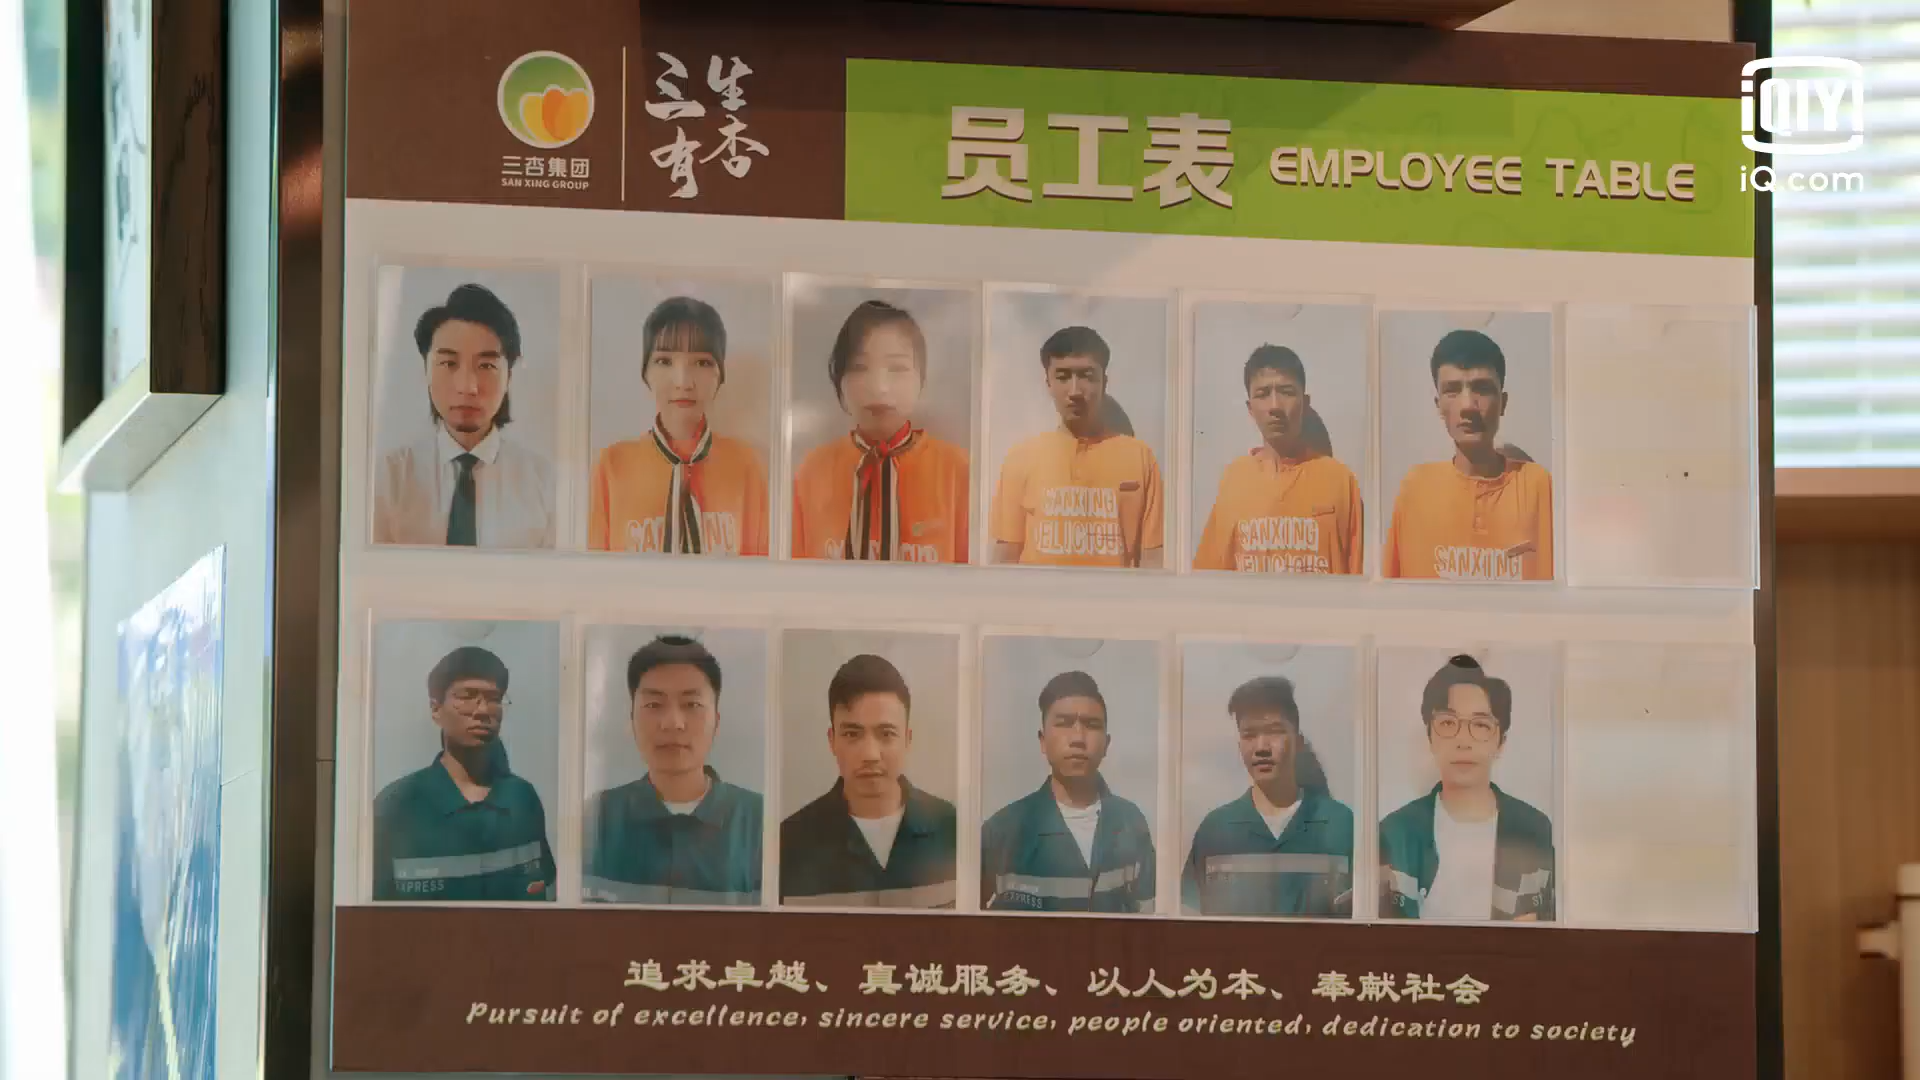 三杏集团
SAN XING GROUP
三生有杏
员工表 EMPLOYEE TABLE
iQIYI
iQ.com
SANXING
SANXING
SANXING
EXPRESS
EXPRESS
追求卓越、真诚服务、以人为本、奉献社会
Pursuit of excellence, sincere service, people oriented, dedication to society